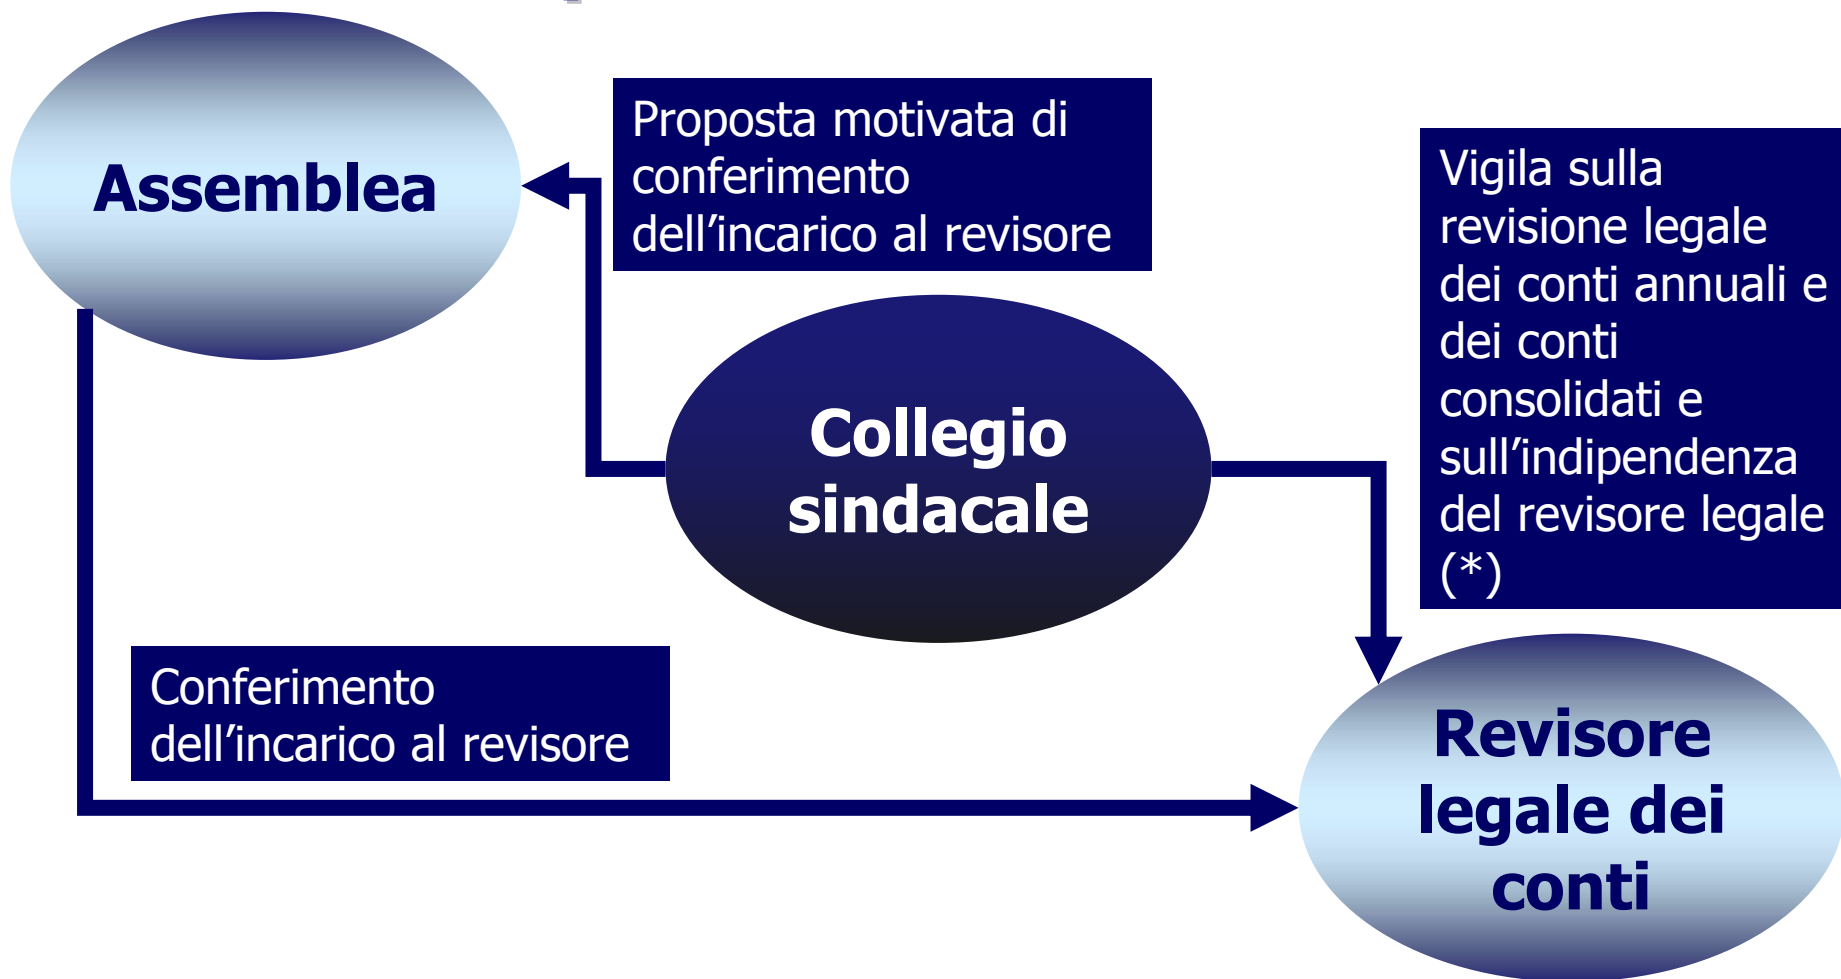 Assemblea
Proposta motivata di
conferimento
dell’incarico al revisore
Vigila sulla
revisione legale
dei conti annuali e
dei conti
consolidati e
sull’indipendenza
del revisore legale
(*)
Collegio
sindacale
Conferimento
dell’incarico al revisore
Revisore
legale dei
conti